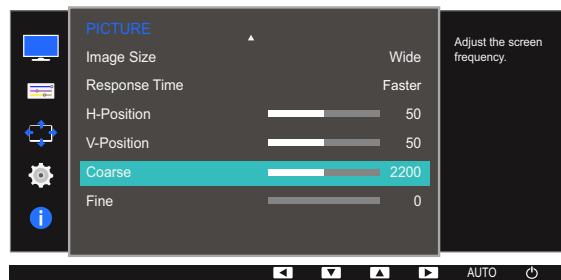 PICTURE
Image Size Wide
Response Time Faster
H-Position 50
V-Position 50
Coarse 2200
Fine 0
Adjust the screen
frequency.
AUTO